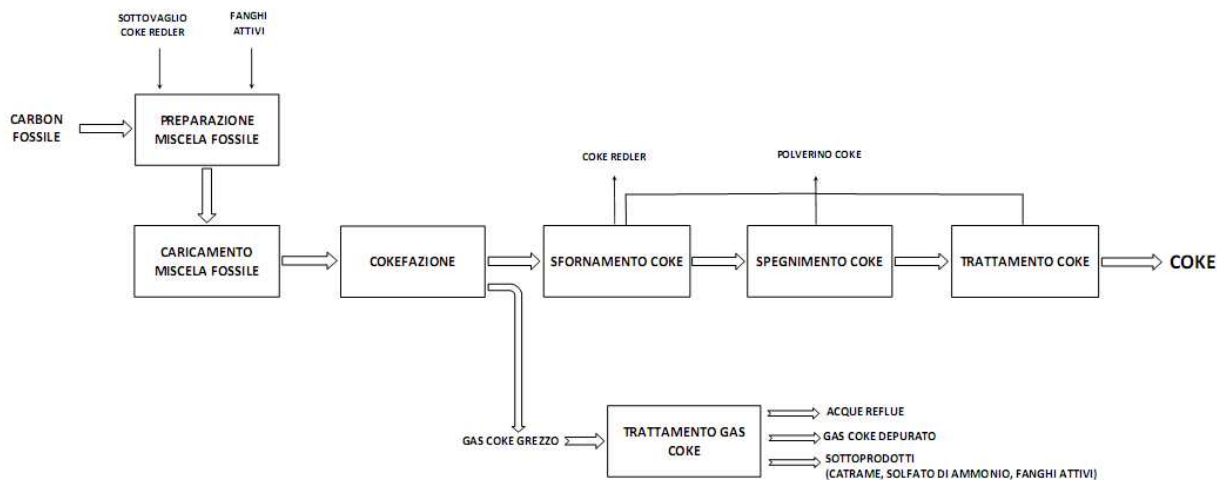 SOTTOVAGLIO
COKE REDLER
FANGHI
ATTIVI
CARBON
FOSSILE
PREPARAZIONE
MISCELA FOSSILE
COKE REDLER
POLVERINO COKE
CARICAMENTO
MISCELA FOSSILE
COKEFAZIONE
SFORNAMENTO COKE
SPEGNIMENTO COKE
TRATTAMENTO COKE
COKE
GAS COKE GREZZO
TRATTAMENTO GAS
COKE
ACQUE REFLUE
GAS COKE DEPURATO
SOTTOPRODOTTI
(CATRAME, SOLFATO DI AMMONIO, FANGHI ATTIVI)